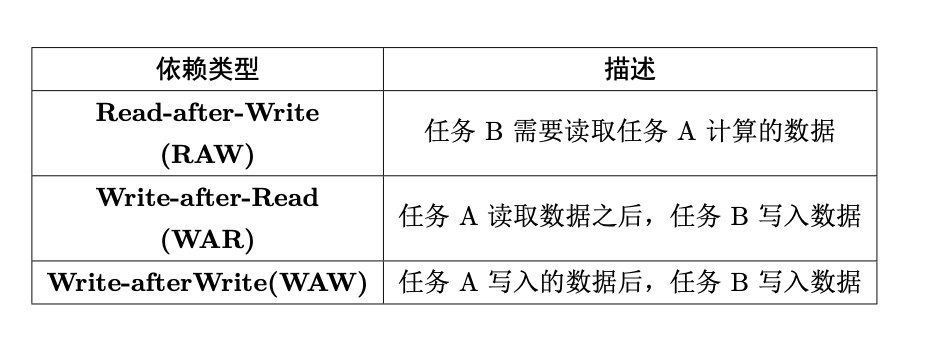 依赖类型 描述
Read-after-Write
(RAW)
任务 B 需要读取任务 A 计算的数据
Write-after-Read
(WAR)
任务 A 读取数据之后，任务 B 写入数据
Write-afterWrite(WAW) 任务 A 写入的数据后，任务 B 写入数据